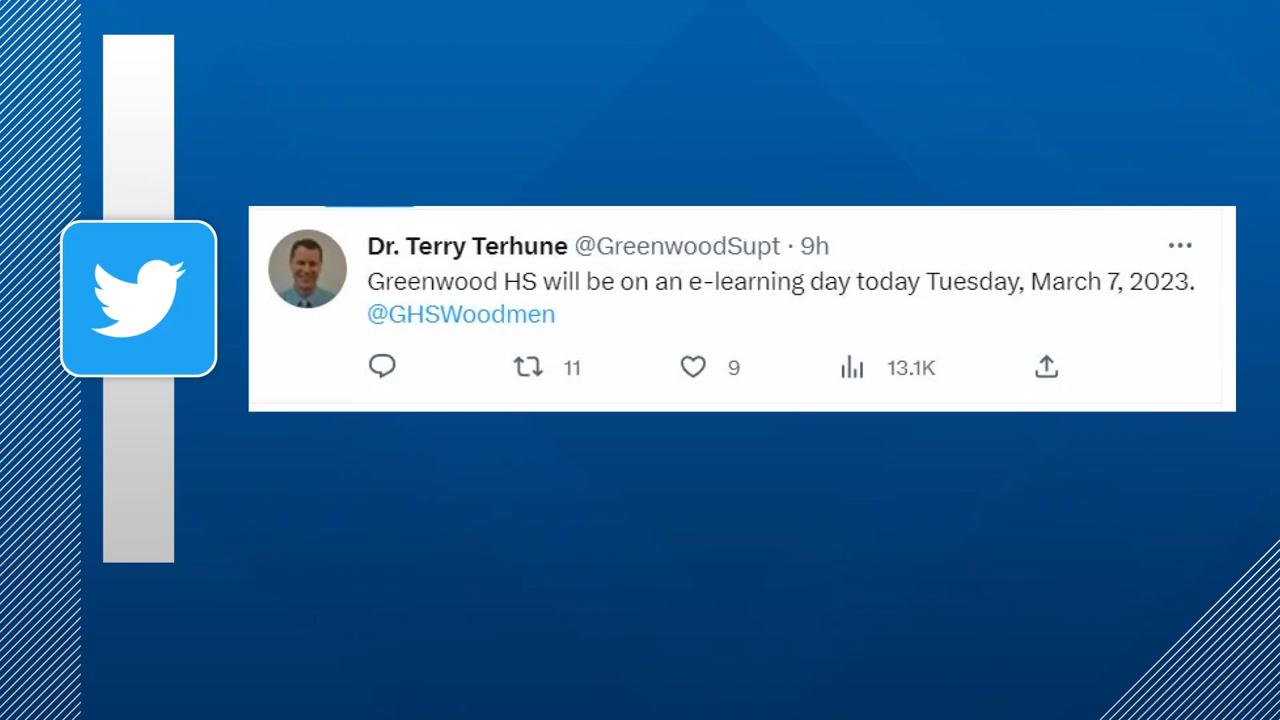 Dr. Terry Terhune @GreenwoodSupt · 9h
Greenwood HS will be on an e-learning day today Tuesday, March 7, 2023.
@GHSWoodmen
11 9 13.1K